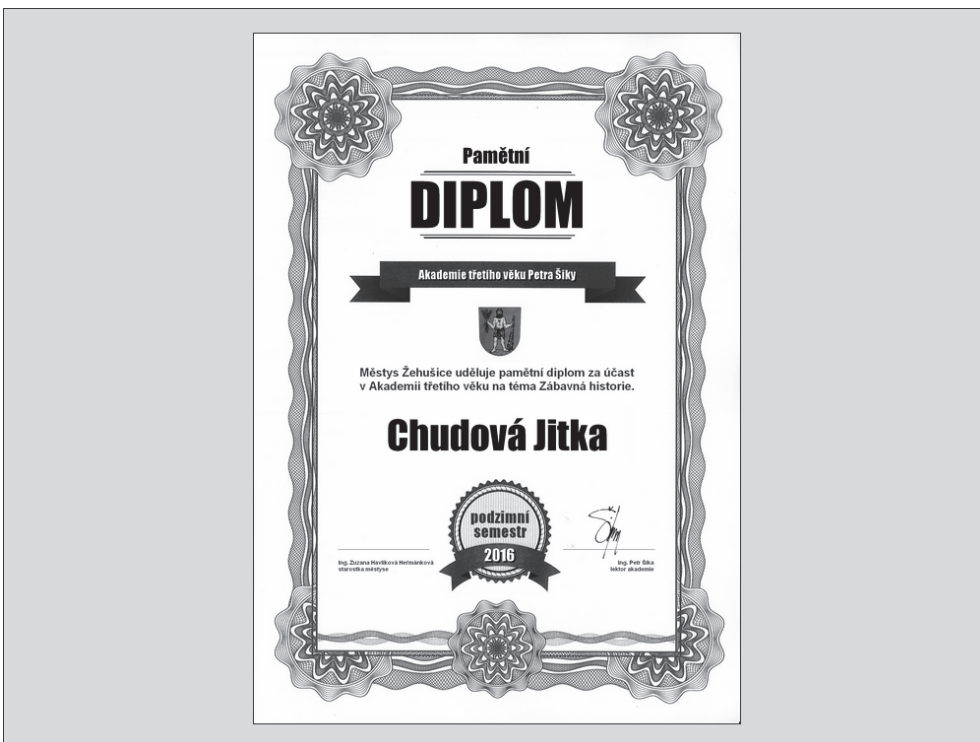 Pamětní
DIPLOM
Akademie třetího věku Petra Šiky
Městys Žehušice uděluje pamětní diplom za účast
v Akademii třetího věku na téma Zábavná historie.
Chudová Jitka
podzimní
semestr
2016
Ing. Zuzana Havlíková Heřmánková
starostka městyse
Ing. Petr Šika
lektor akademie